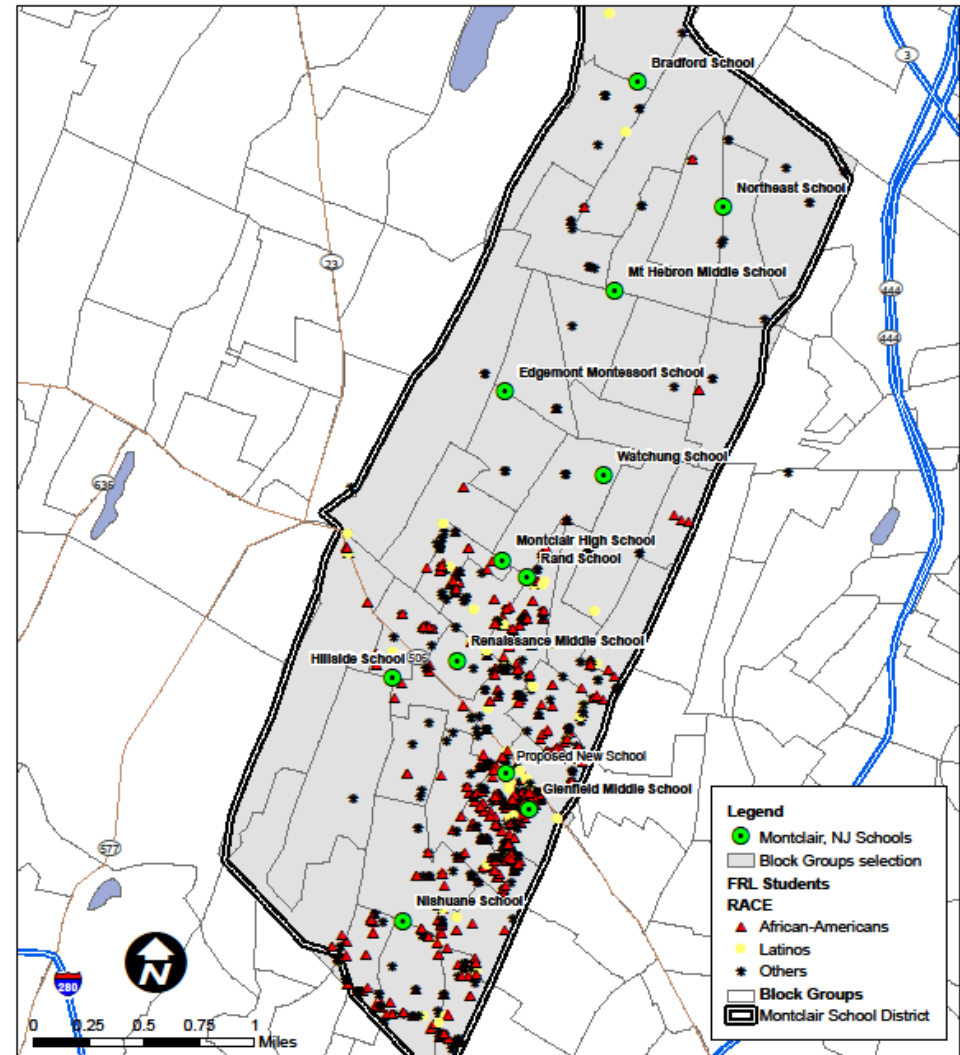 Bradford School
3
Northeast School
23
Mt Hebron Middle School
444
444
Edgemont Montessori School
Watchung School
636
Montclair High School
Rand School
Renaissance Middle School
Hillside School
506
Proposed New School
Glenfield Middle School
577
Nishuane School
280
N
0 0.25 0.5 0.75 1
Miles
Legend
Montclair, NJ Schools
Block Groups selection
FRL Students
RACE
African-Americans
Latinos
Others
Block Groups
Montclair School District